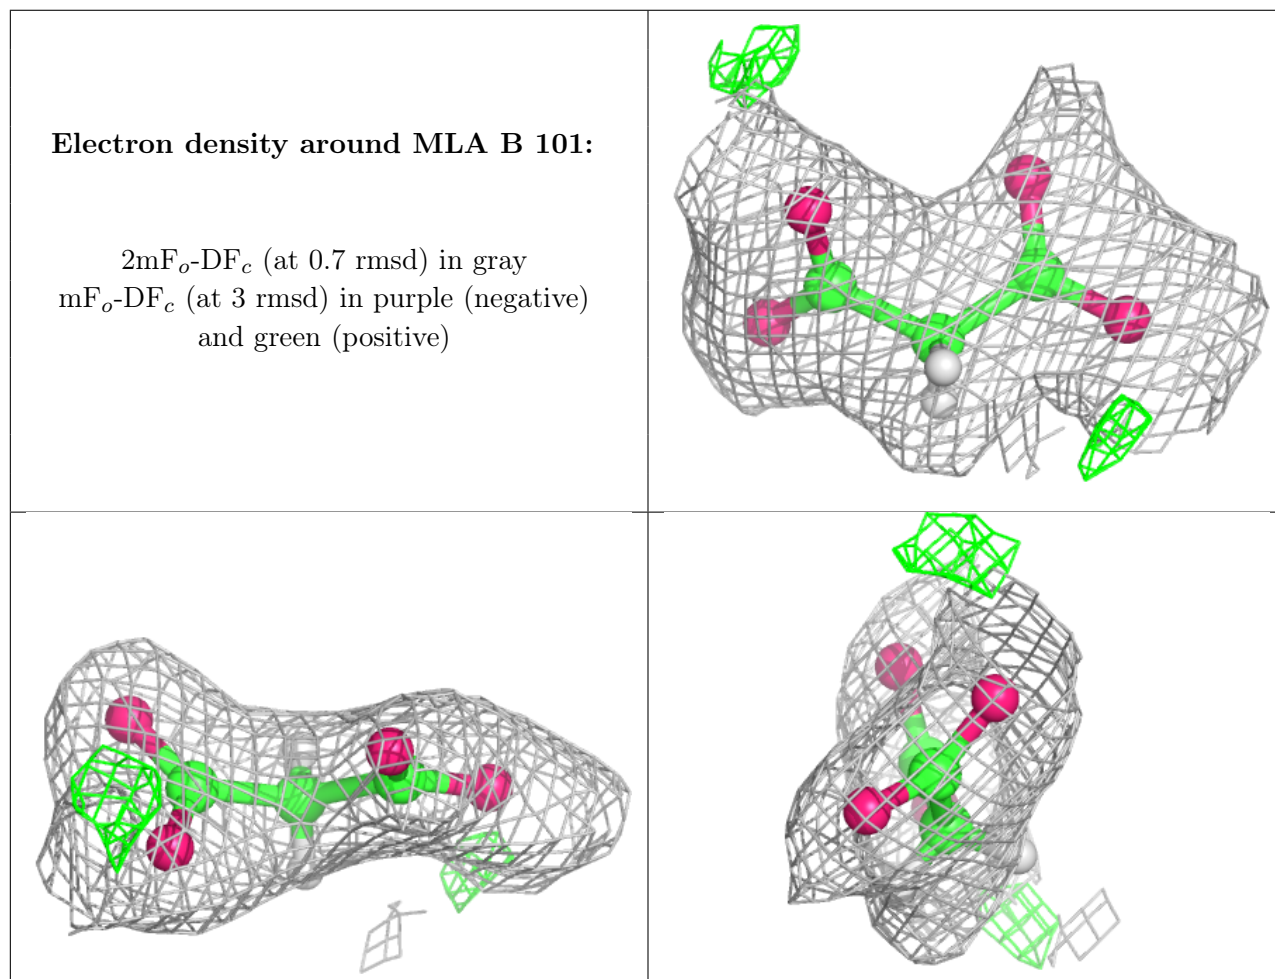 Electron density around MLA B 101:
2mFo-DFc (at 0.7 rmsd) in gray
mFo-DFc (at 3 rmsd) in purple (negative)
and green (positive)